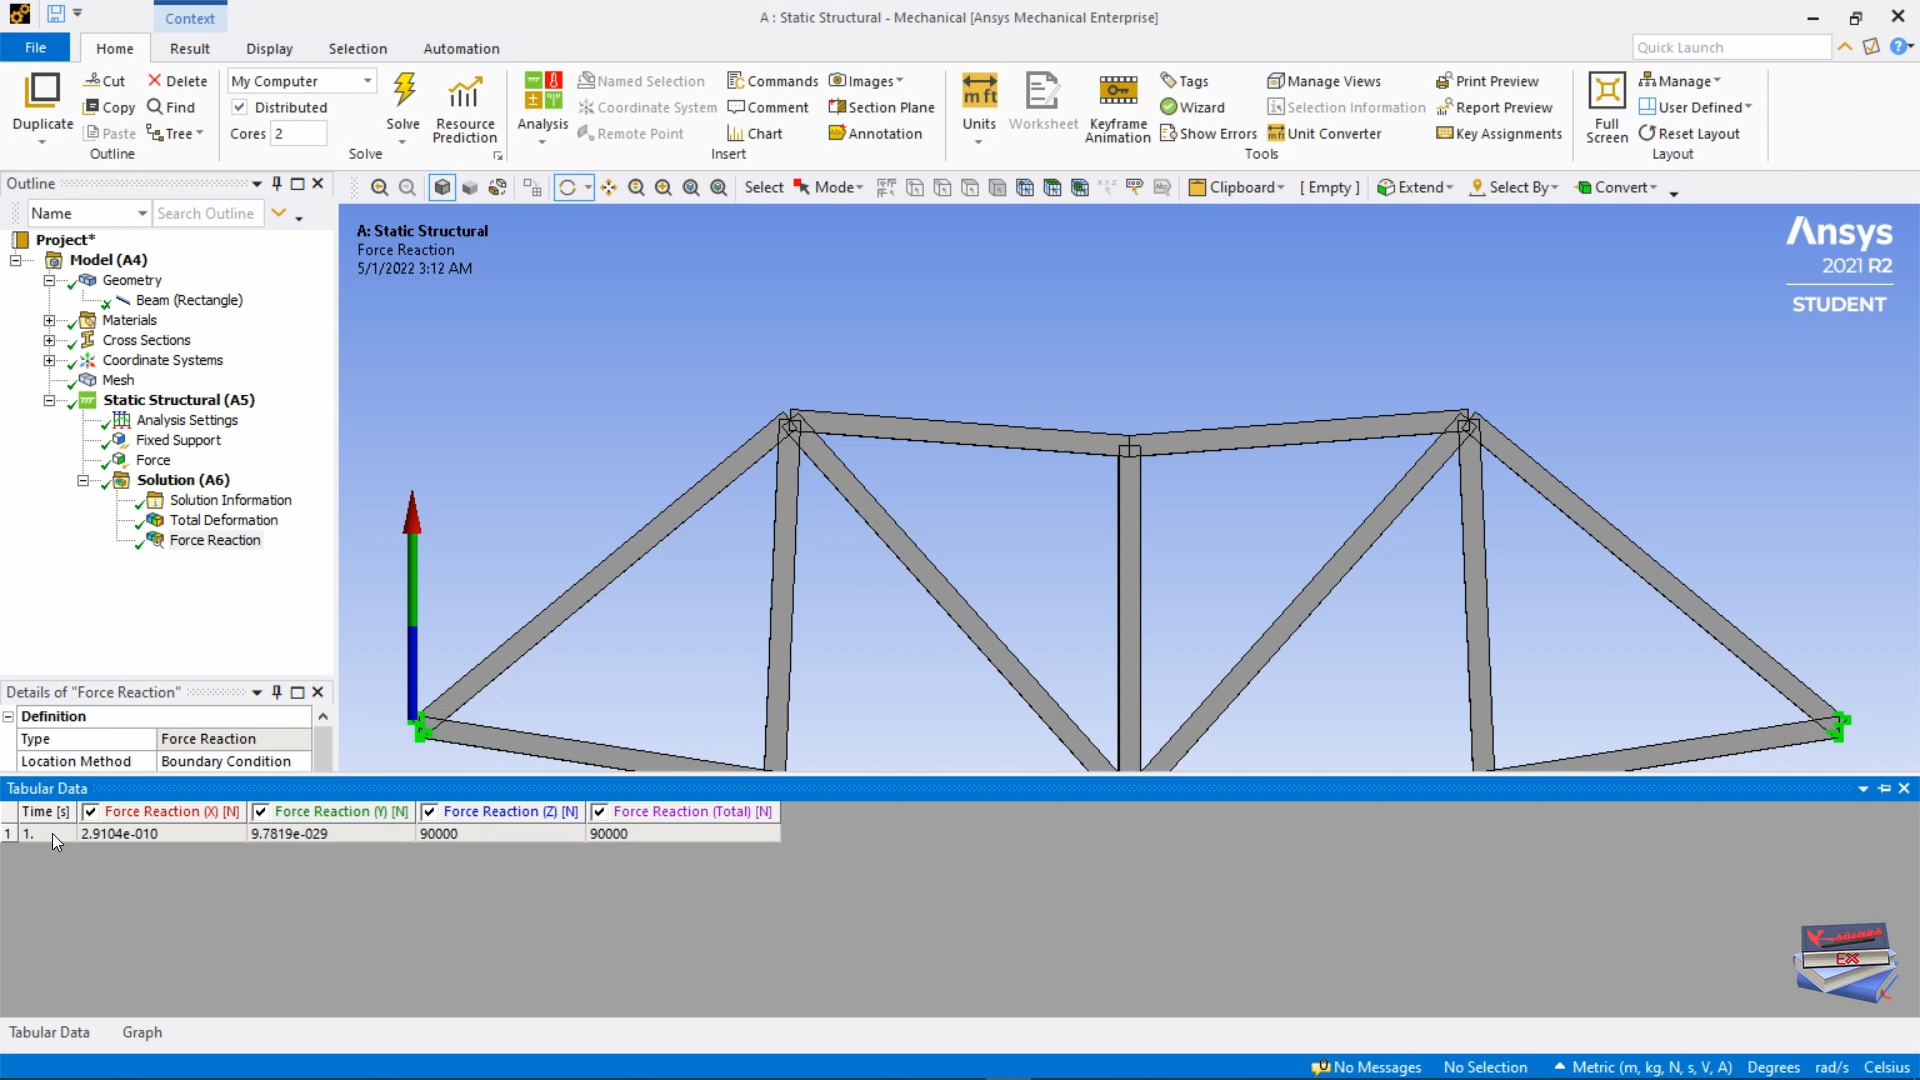 Context
A : Static Structural - Mechanical [Ansys Mechanical Enterprise]
File
Home
Result
Display
Selection
Automation
Quick Launch
Duplicate
Cut
Copy
Paste
Delete
Find
Tree
Outline
My Computer
Distributed
Cores 2
Solve
Resource Prediction
Solve
Analysis
Named Selection
Coordinate System
Remote Point
Commands
Comment
Chart
Images
Section Plane
Annotation
Insert
Units
Worksheet
Keyframe Animation
Tags
Wizard
Show Errors
Manage Views
Selection Information
Unit Converter
Print Preview
Report Preview
Key Assignments
Tools
Full Screen
Manage
User Defined
Reset Layout
Layout
Outline
Name
Search Outline
Select
Mode
Clipboard
[ Empty ]
Extend
Select By
Convert
Project*
Model (A4)
Geometry
Beam (Rectangle)
Materials
Cross Sections
Coordinate Systems
Mesh
Static Structural (A5)
Analysis Settings
Fixed Support
Force
Solution (A6)
Solution Information
Total Deformation
Force Reaction
A: Static Structural
Force Reaction
5/1/2022 3:12 AM
Ansys
2021 R2
STUDENT
Details of "Force Reaction"
Definition
Type Force Reaction
Location Method Boundary Condition
Tabular Data
Time [s] Force Reaction (X) [N] Force Reaction (Y) [N] Force Reaction (Z) [N] Force Reaction (Total) [N]
1 1. 2.9104e-010 9.7819e-029 90000 90000
EX
Tabular Data
Graph
No Messages
No Selection
Metric (m, kg, N, s, V, A)
Degrees
rad/s
Celsius